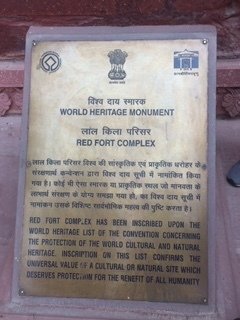 विश्व दाय स्मारक
WORLD HERITAGE MONUMENT
लाल किला परिसर
RED FORT COMPLEX
लाल किला परिसर विश्व की सांस्कृतिक एवं प्राकृतिक धरोहर के
संरक्षणार्थ कन्वेन्शन द्वारा विश्व दाय सूची में नामांकित किया
गया है। कोई भी ऐसा स्मारक या प्राकृतिक स्थल जो मानवता के
लाभार्थ संरक्षण के योग्य समझा गया हो, का विश्व दाय सूची में
नामांकन उसके विशिष्ट सार्वभौमिक महत्व की पुष्टि करता है।
RED FORT COMPLEX HAS BEEN INSCRIBED UPON THE
WORLD HERITAGE LIST OF THE CONVENTION CONCERNING
THE PROTECTION OF THE WORLD CULTURAL AND NATURAL
HERITAGE. INSCRIPTION ON THIS LIST CONFIRMS THE
UNIVERSAL VALUE OF A CULTURAL OR NATURAL SITE WHICH
DESERVES PROTECTION FOR THE BENEFIT OF ALL HUMANITY